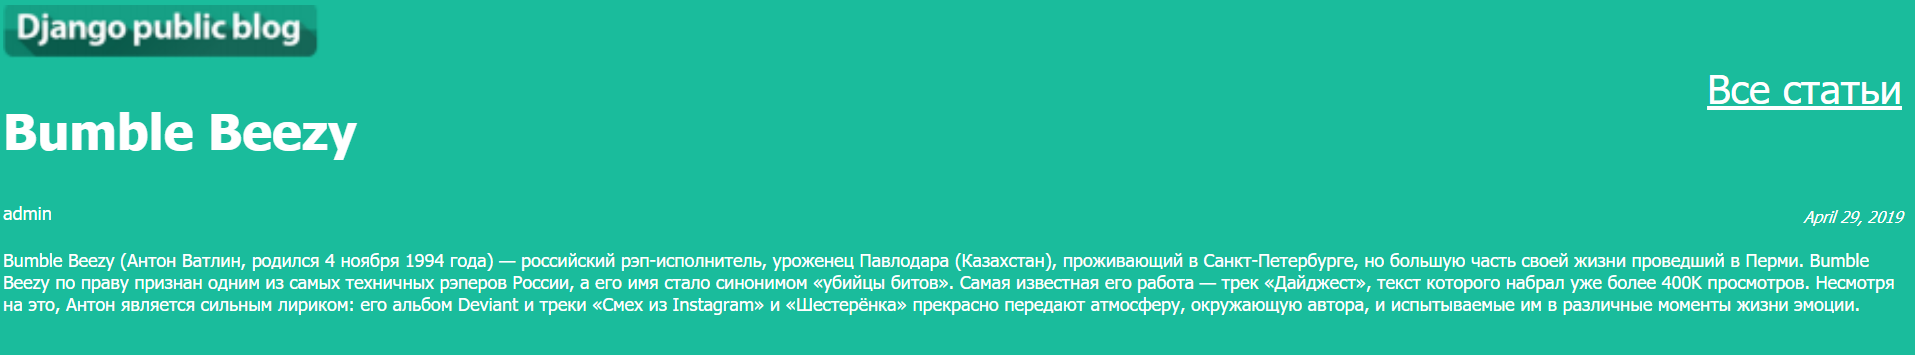 Django public blog
Все статьи
Bumble Beezy
admin
April 29, 2019
Bumble Beezy (Антон Ватлин, родился 4 ноября 1994 года) — российский рэп-исполнитель, уроженец Павлодара (Казахстан), проживающий в Санкт-Петербурге, но большую часть своей жизни проведший в Перми. Bumble
Beezy по праву признан одним из самых техничных рэперов России, а его имя стало синонимом «убийцы битов». Самая известная его работа — трек «Дайджест», текст которого набрал уже более 400K просмотров. Несмотря
на это, Антон является сильным лириком: его альбом Deviant и треки «Смех из Instagram» и «Шестерёнка» прекрасно передают атмосферу, окружающую автора, и испытываемые им в различные моменты жизни эмоции.